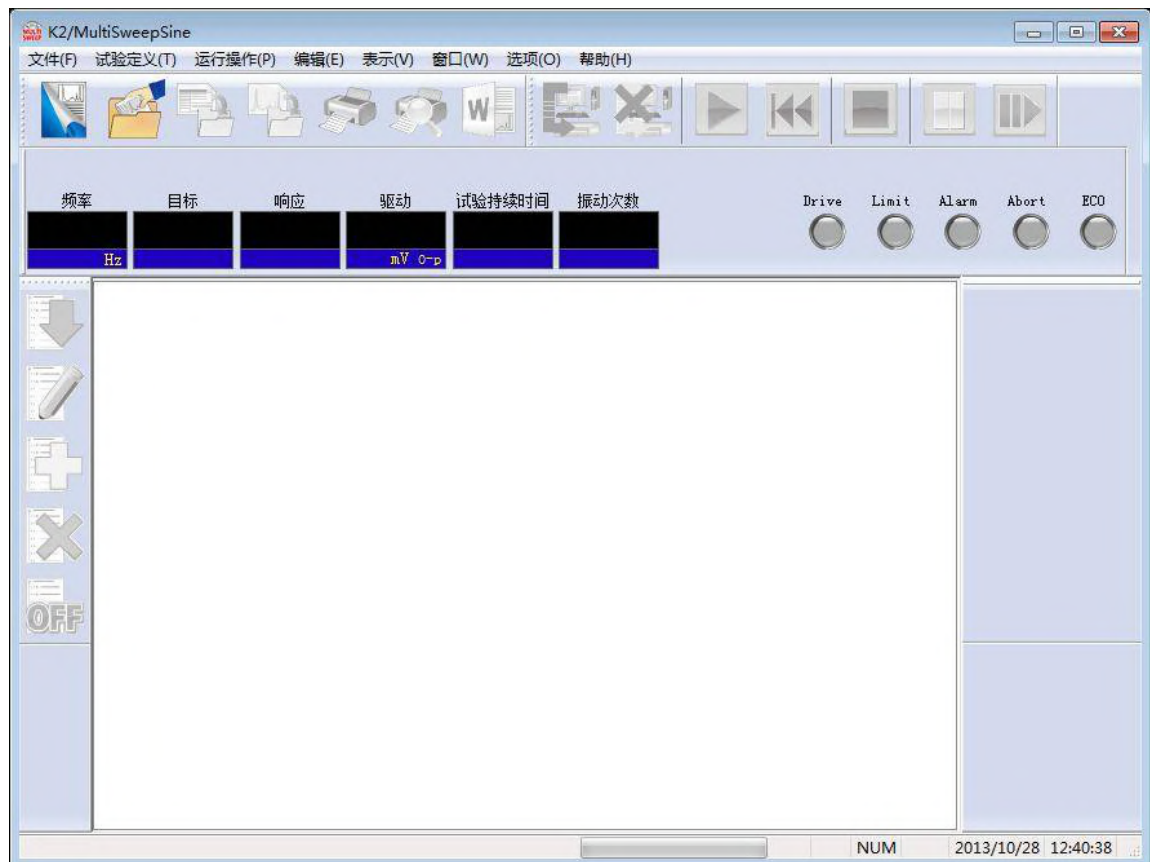 K2/MultiSweepSine
文件(F) 试验定义(T) 运行操作(P) 编辑(E) 表示(V) 窗口(W) 选项(O) 帮助(H)
W
频率 目标 响应 驱动 试验持续时间 振动次数 Drive Limit Alarm Abort ECO
Hz mV 0-p
OFF
NUM 2013/10/28 12:40:38